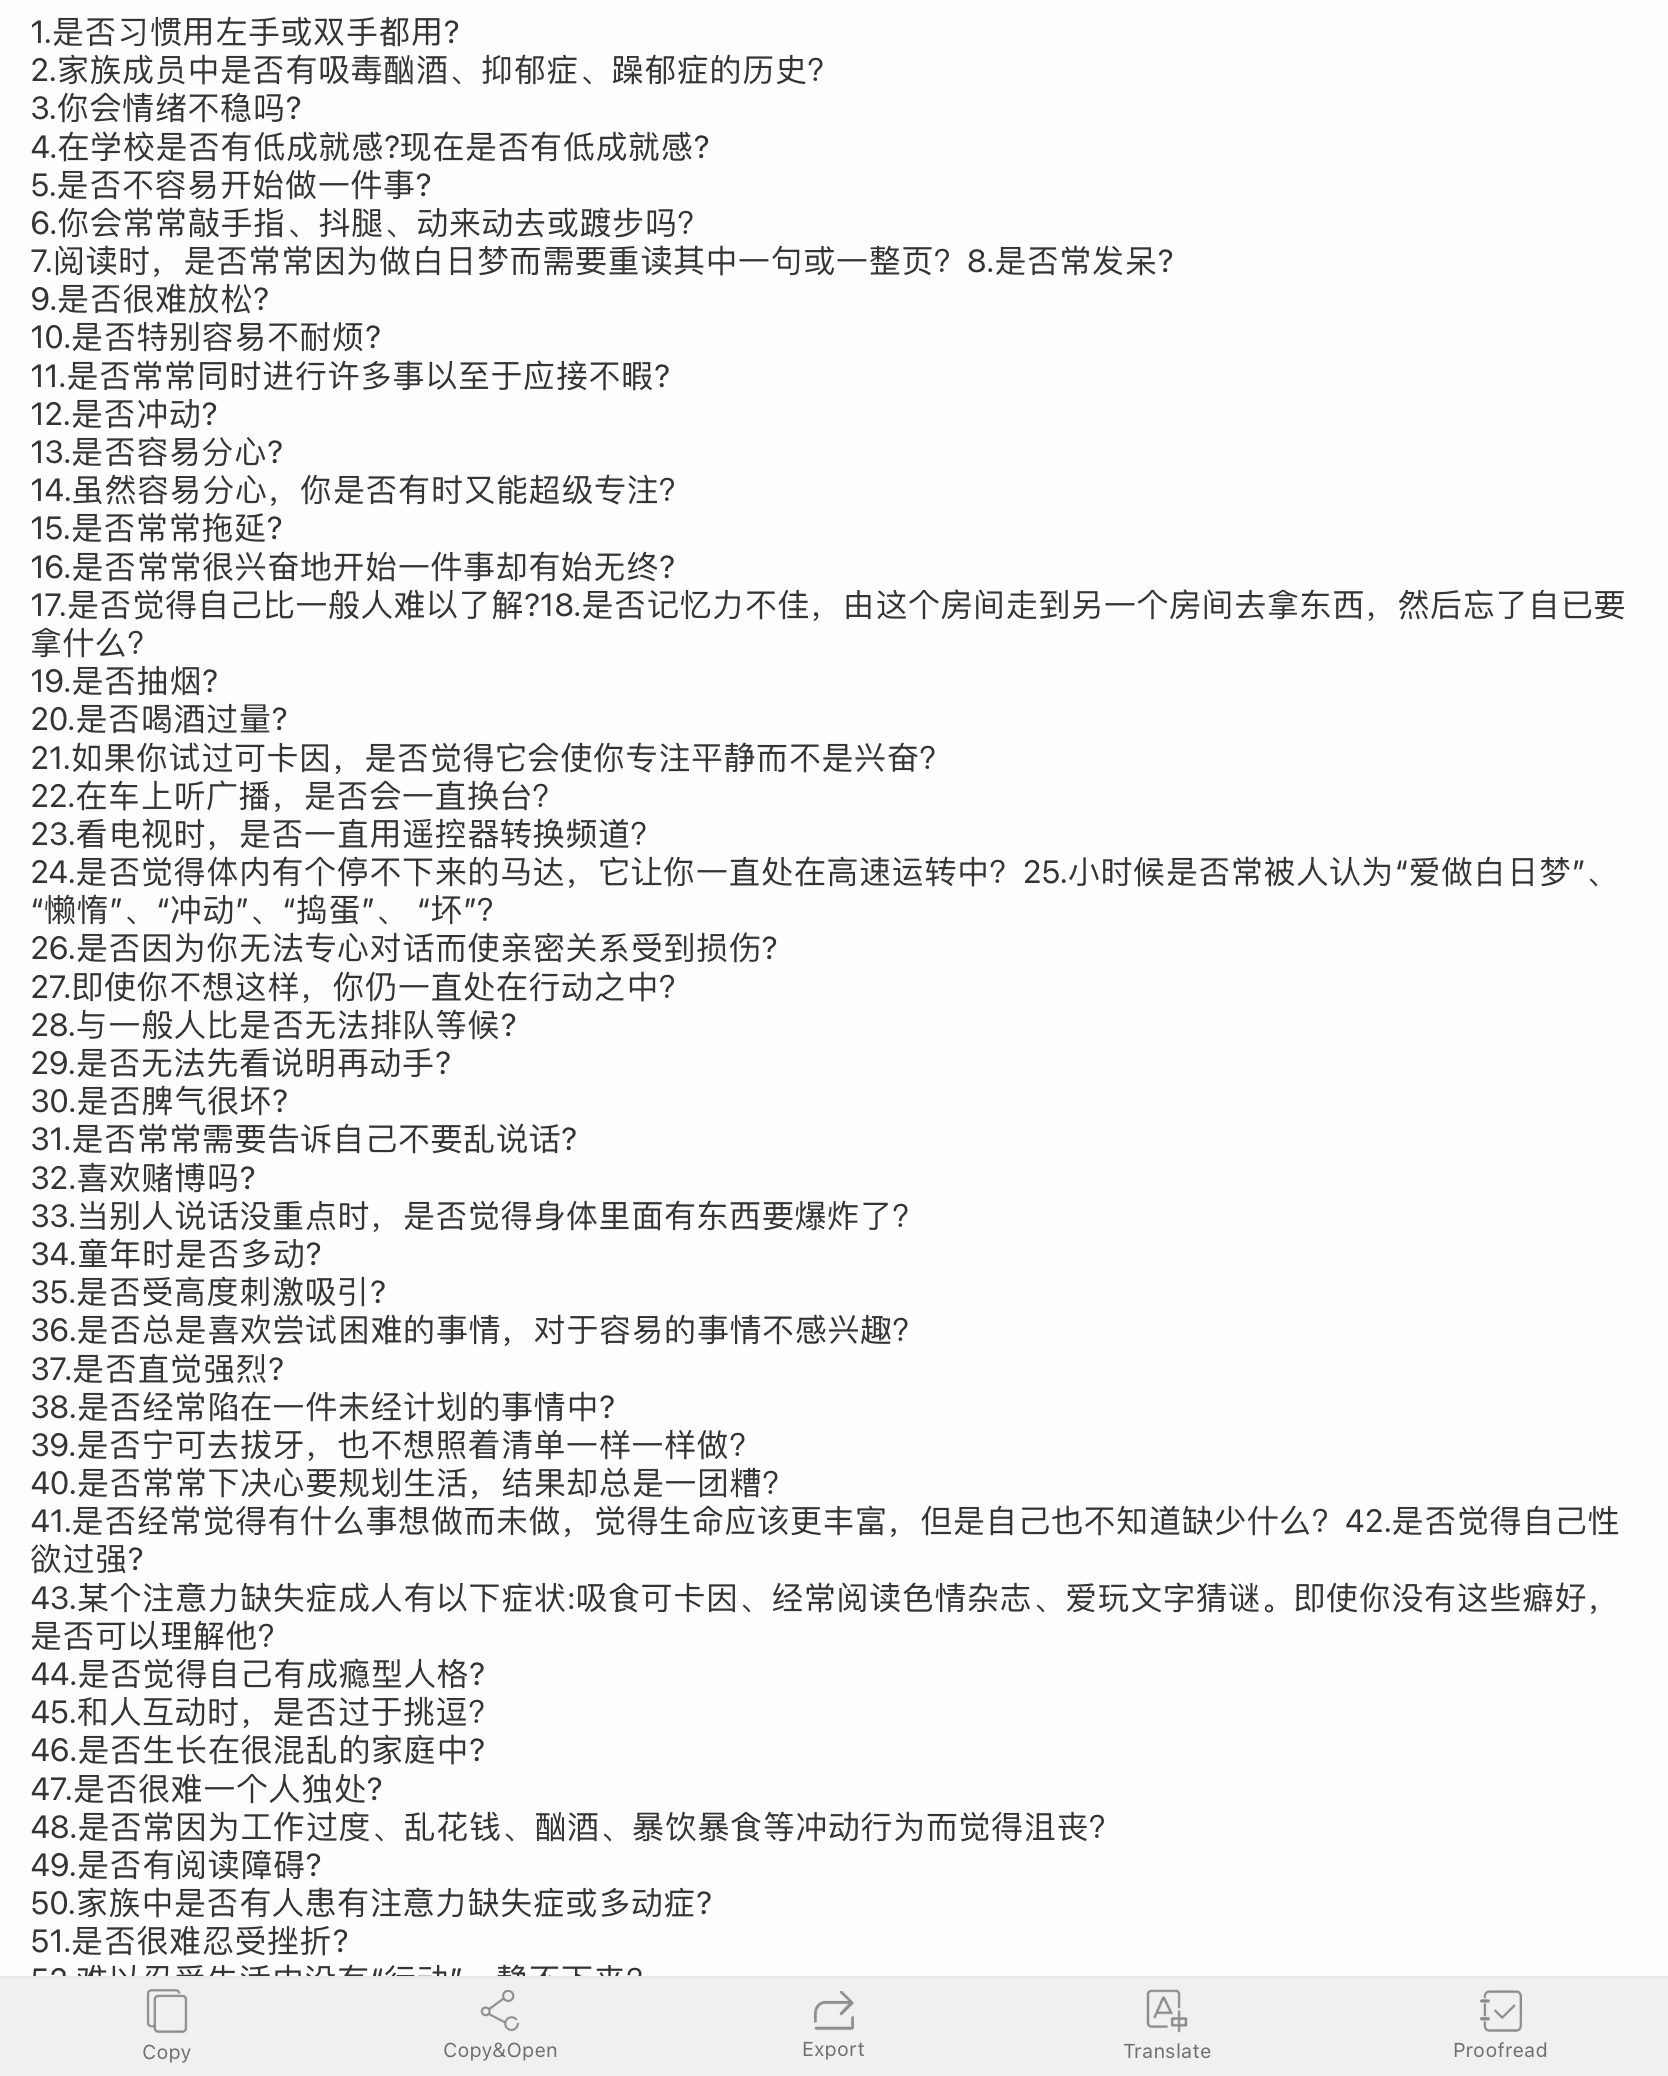 1.是否习惯用左手或双手都用?
2.家族成员中是否有吸毒酗酒、抑郁症、躁郁症的历史?
3.你会情绪不稳吗?
4.在学校是否有低成就感?现在是否有低成就感?
5.是否不容易开始做一件事?
6.你会常常敲手指、抖腿、动来动去或踱步吗?
7.阅读时，是否常常因为做白日梦而需要重读其中一句或一整页？8.是否常发呆?
9.是否很难放松?
10.是否特别容易不耐烦?
11.是否常常同时进行许多事以至于应接不暇?
12.是否冲动?
13.是否容易分心?
14.虽然容易分心，你是否有时又能超级专注?
15.是否常常拖延?
16.是否常常很兴奋地开始一件事却有始无终?
17.是否觉得自己比一般人难以了解?18.是否记忆力不佳，由这个房间走到另一个房间去拿东西，然后忘了自已要
拿什么?
19.是否抽烟?
20.是否喝酒过量?
21.如果你试过可卡因，是否觉得它会使你专注平静而不是兴奋?
22.在车上听广播，是否会一直换台?
23.看电视时，是否一直用遥控器转换频道?
24.是否觉得体内有个停不下来的马达，它让你一直处在高速运转中？25.小时候是否常被人认为“爱做白日梦”、
“懒惰”、“冲动”、“捣蛋”、 “坏”?
26.是否因为你无法专心对话而使亲密关系受到损伤?
27.即使你不想这样，你仍一直处在行动之中?
28.与一般人比是否无法排队等候?
29.是否无法先看说明再动手?
30.是否脾气很坏?
31.是否常常需要告诉自己不要乱说话?
32.喜欢赌博吗?
33.当别人说话没重点时，是否觉得身体里面有东西要爆炸了?
34.童年时是否多动?
35.是否受高度刺激吸引?
36.是否总是喜欢尝试困难的事情，对于容易的事情不感兴趣?
37.是否直觉强烈?
38.是否经常陷在一件未经计划的事情中?
39.是否宁可去拔牙，也不想照着清单一样一样做?
40.是否常常下决心要规划生活，结果却总是一团糟?
41.是否经常觉得有什么事想做而未做，觉得生命应该更丰富，但是自己也不知道缺少什么？42.是否觉得自己性
欲过强?
43.某个注意力缺失症成人有以下症状:吸食可卡因、经常阅读色情杂志、爱玩文字猜谜。即使你没有这些癖好，
是否可以理解他?
44.是否觉得自己有成瘾型人格?
45.和人互动时，是否过于挑逗?
46.是否生长在很混乱的家庭中?
47.是否很难一个人独处?
48.是否常因为工作过度、乱花钱、酗酒、暴饮暴食等冲动行为而觉得沮丧?
49.是否有阅读障碍?
50.家族中是否有人患有注意力缺失症或多动症?
51.是否很难忍受挫折?
52.难以忍受生活中没有“行动”、静不下来?
Copy
Copy&Open
Export
Translate
Proofread